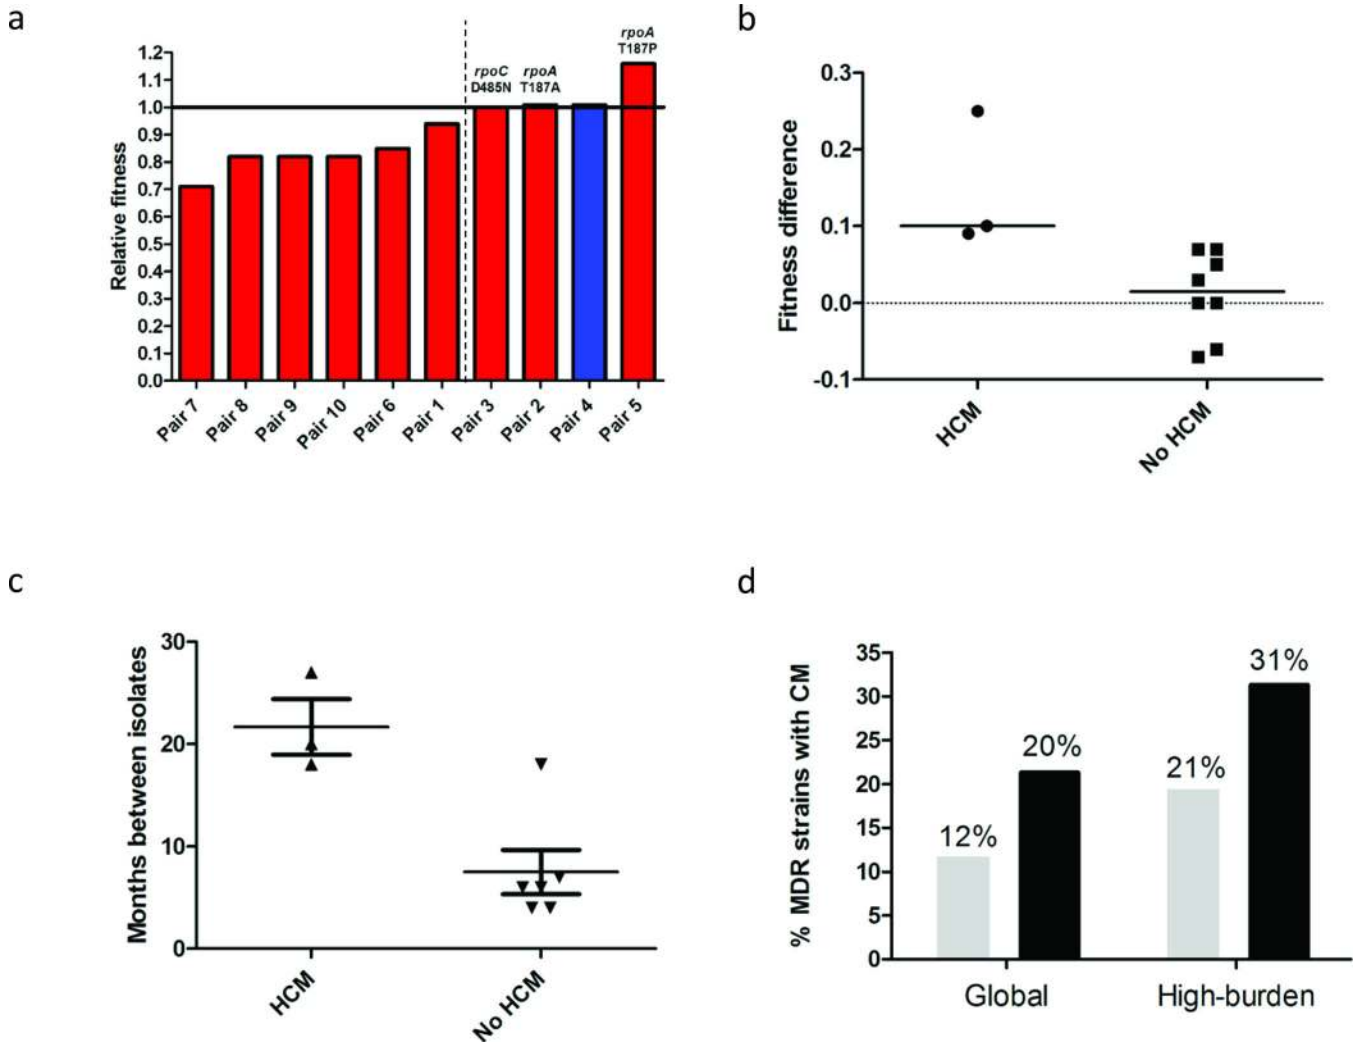 a
Relative fitness
1.2
1.1
1.0
0.9
0.8
0.7
0.6
0.5
0.4
0.3
0.2
0.1
0.0
rpoC
D485N
rpoA
T187A
rpoA
T187P
Pair 7
Pair 8
Pair 9
Pair 10
Pair 6
Pair 1
Pair 3
Pair 2
Pair 4
Pair 5
b
Fitness difference
0.3
0.2
0.1
0.0
-0.1
HCM
No HCM
c
Months between isolates
30
20
10
0
HCM
No HCM
d
% MDR strains with CM
35
30
25
20
15
10
5
0
12%
20%
21%
31%
Global
High-burden